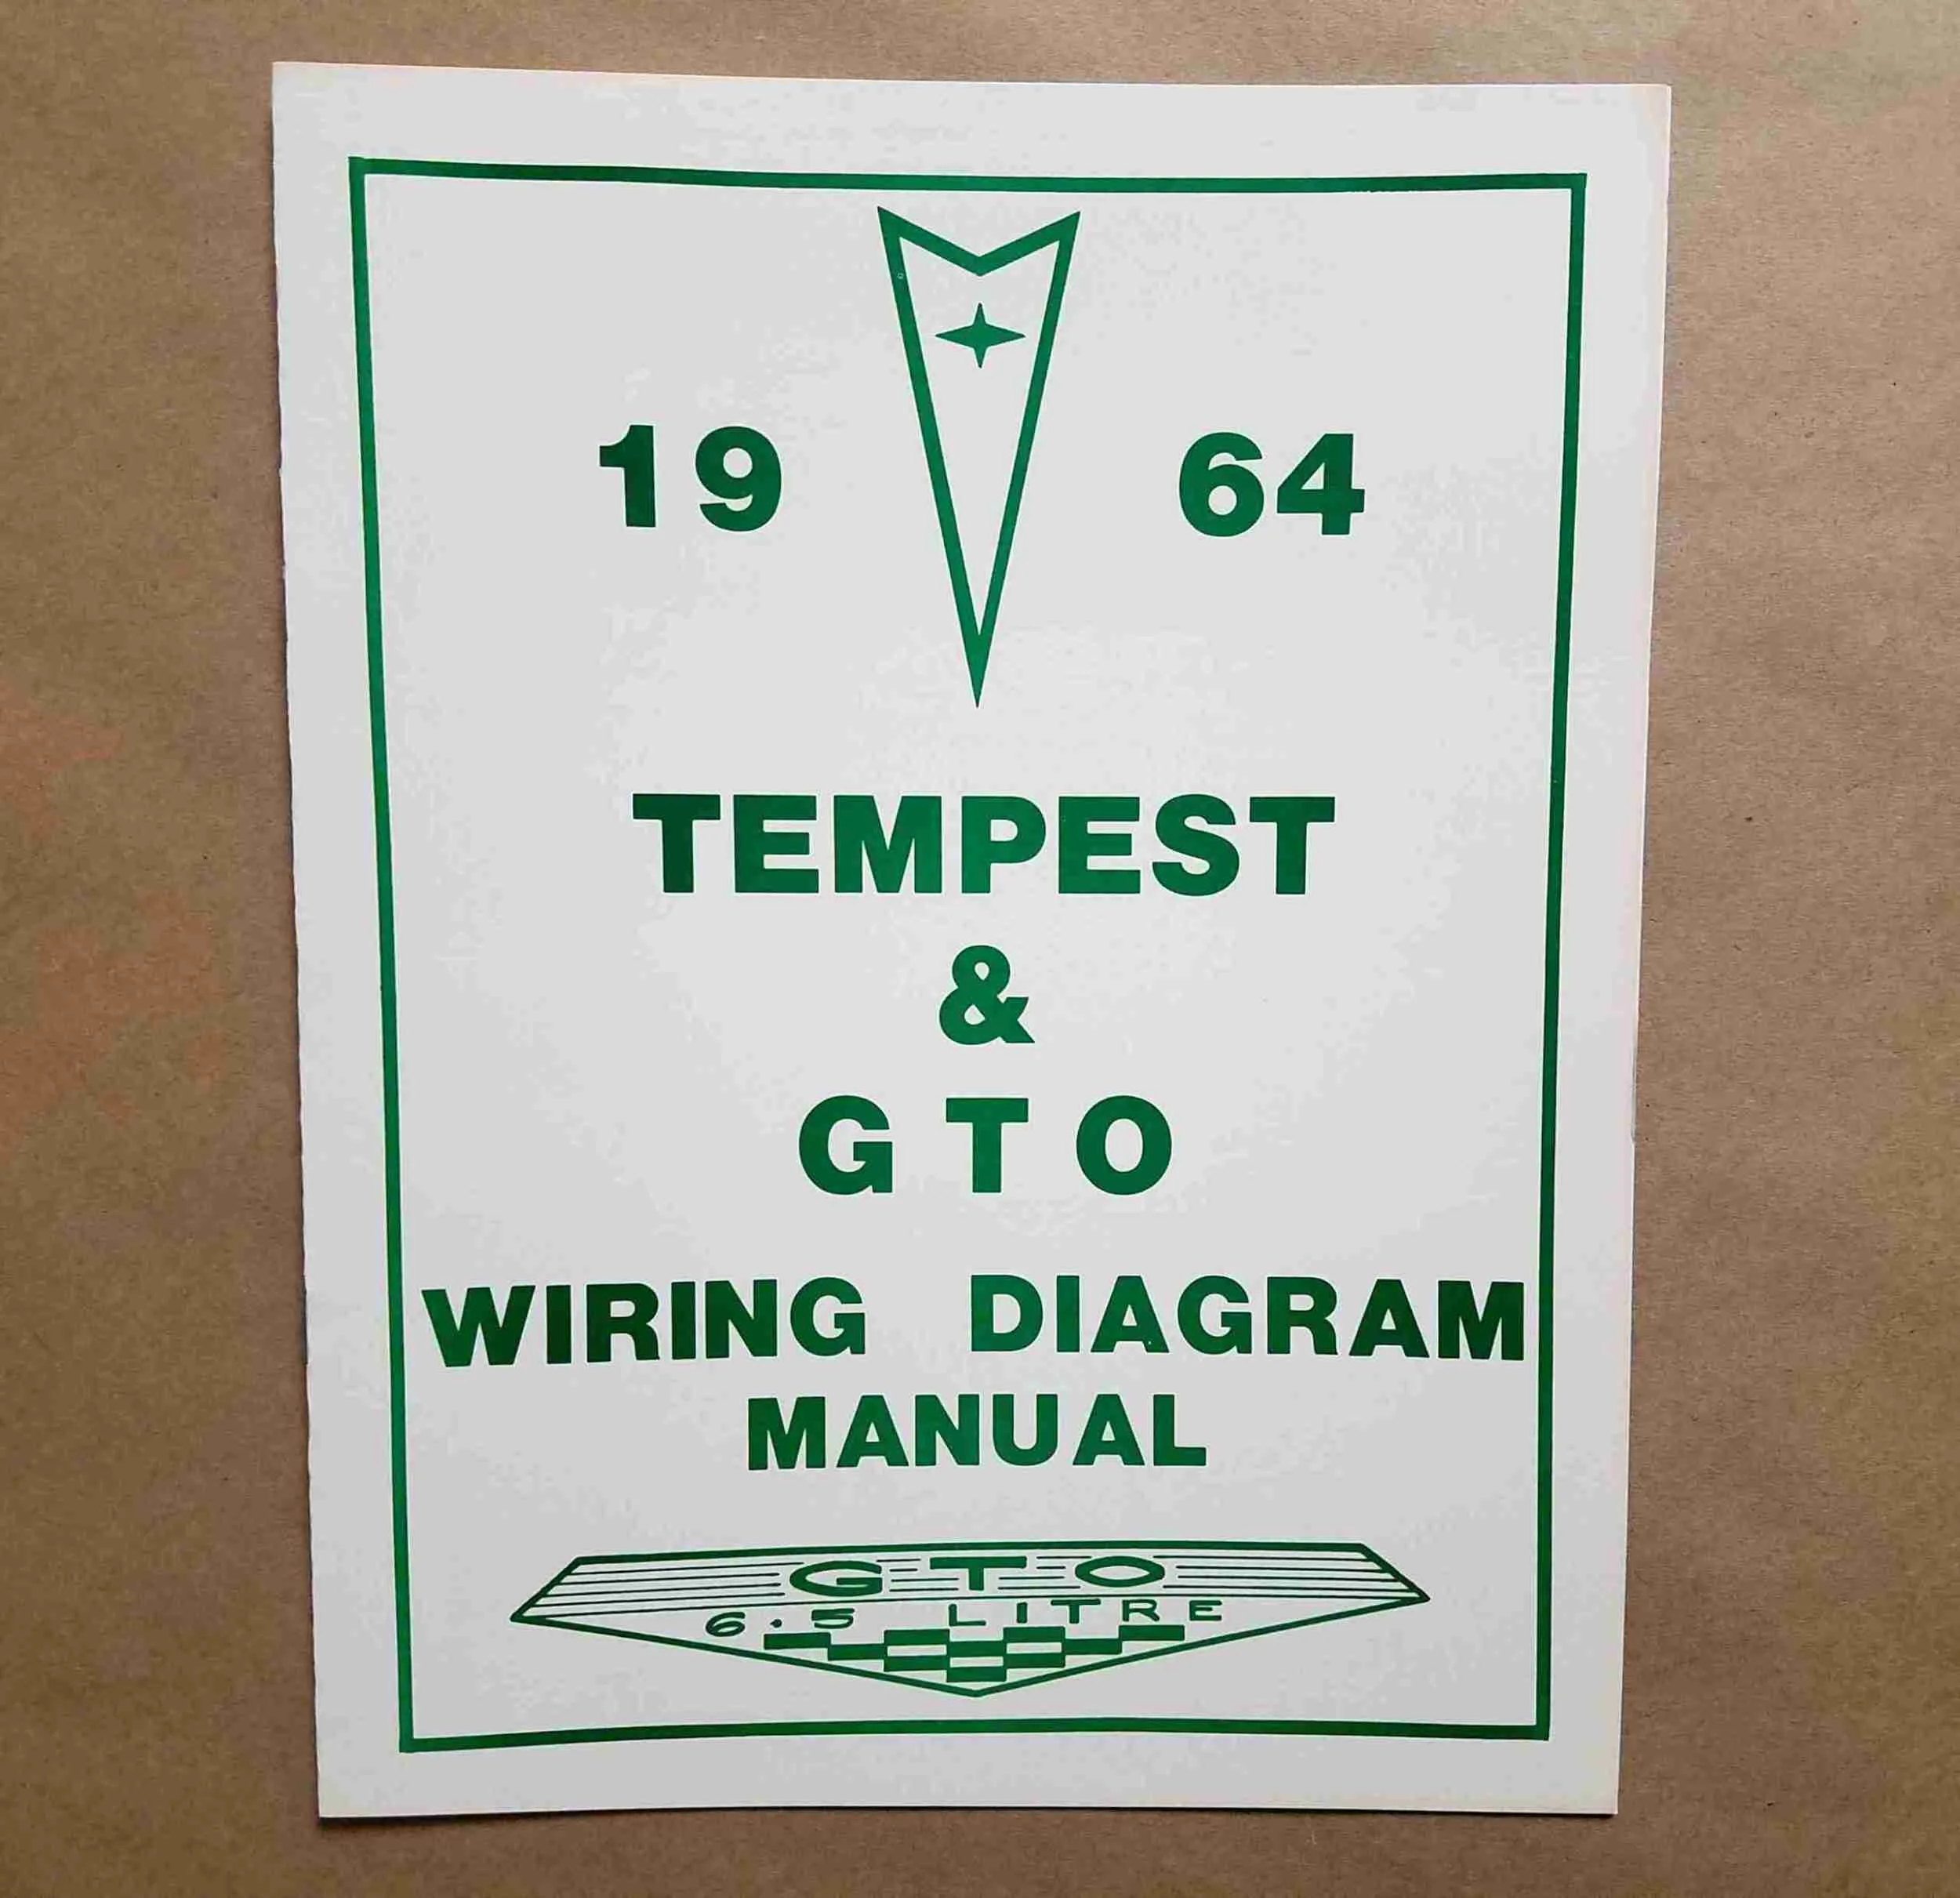 19 64
TEMPEST
&
GTO
WIRING DIAGRAM
MANUAL
GTO
6.5 LITRE